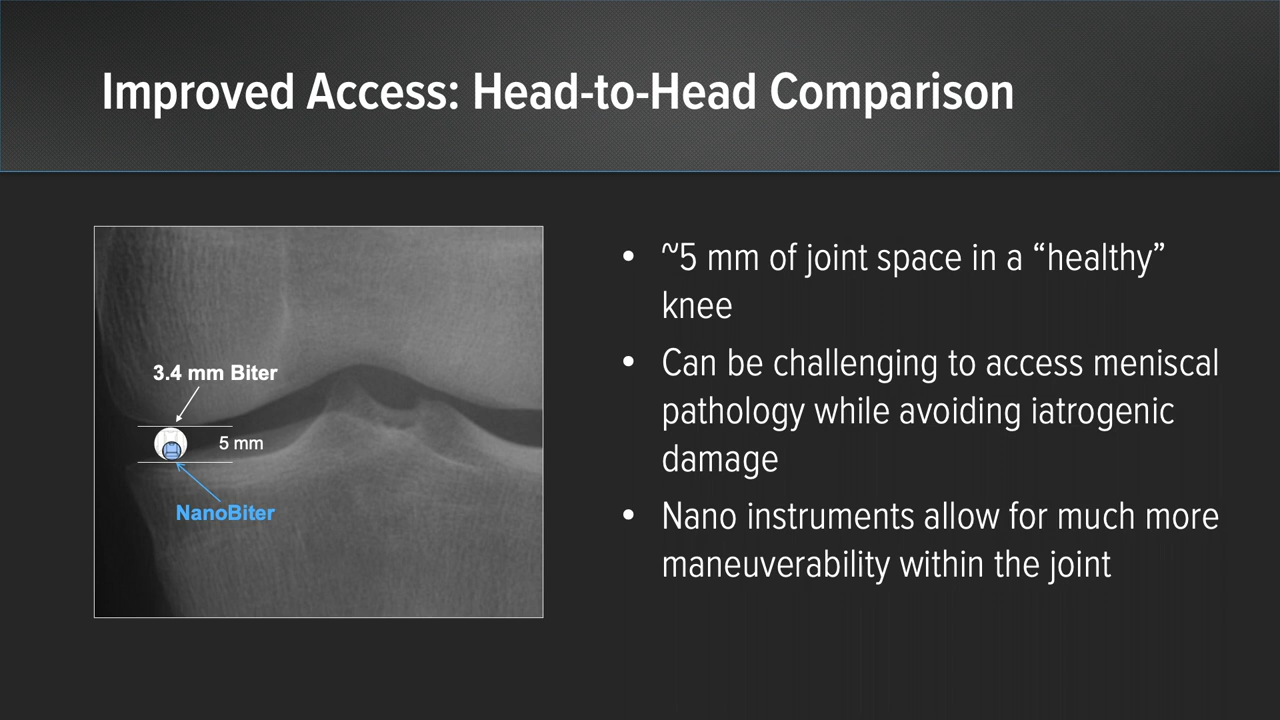 Improved Access: Head-to-Head Comparison
3.4 mm Biter
5 mm
NanoBiter
• ~5 mm of joint space in a “healthy”
knee
• Can be challenging to access meniscal
pathology while avoiding iatrogenic
damage
• Nano instruments allow for much more
maneuverability within the joint